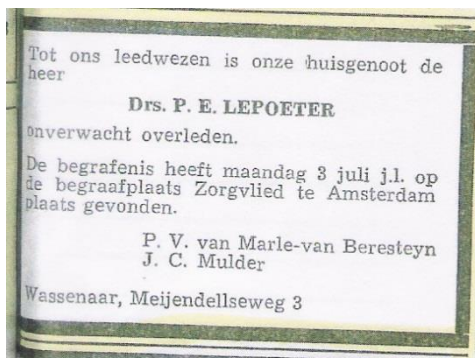 Tot ons leedwezen is onze huisgenoot de
heer
Drs. P. E. LEPOETER
onverwacht overleden.
De begrafenis heeft maandag 3 juli j.l. op
de begraafplaats Zorgvlied te Amsterdam
plaats gevonden.
P. V. van Marle-van Beresteyn
J. C. Mulder
Wassenaar, Meijendellseweg 3